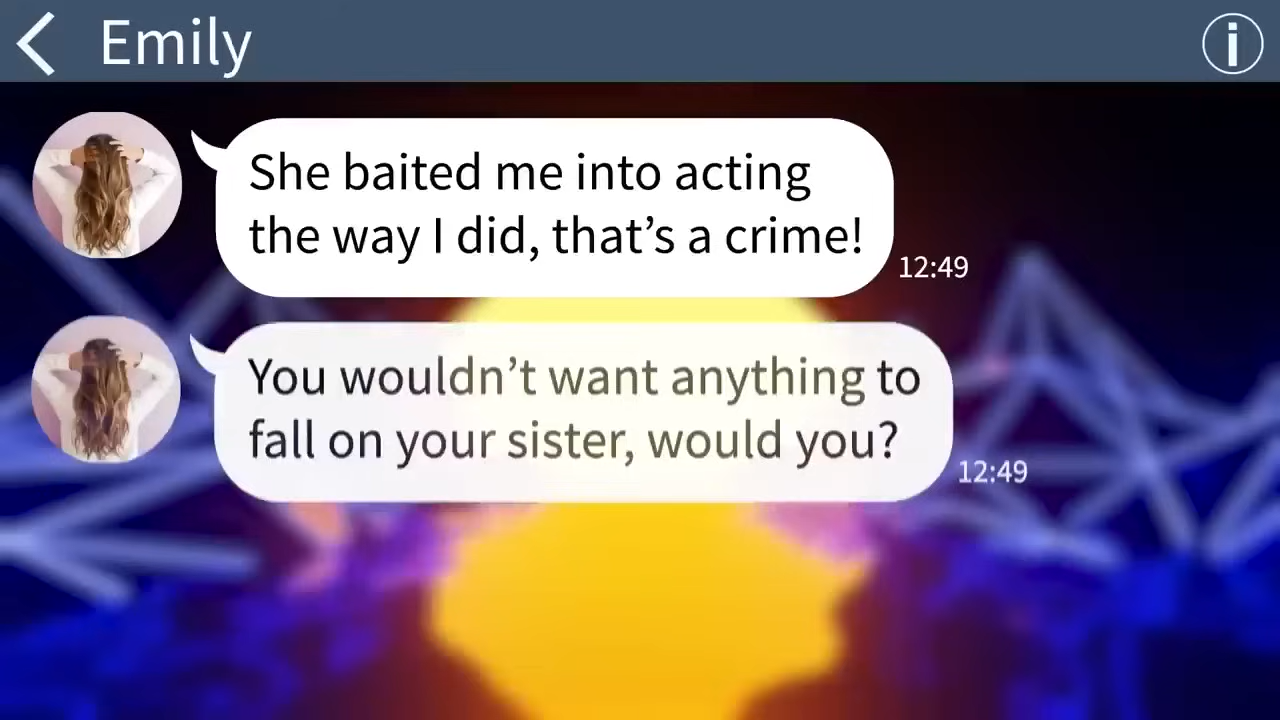 Emily
She baited me into acting
the way I did, that’s a crime!
12:49
You wouldn’t want anything to
fall on your sister, would you?
12:49